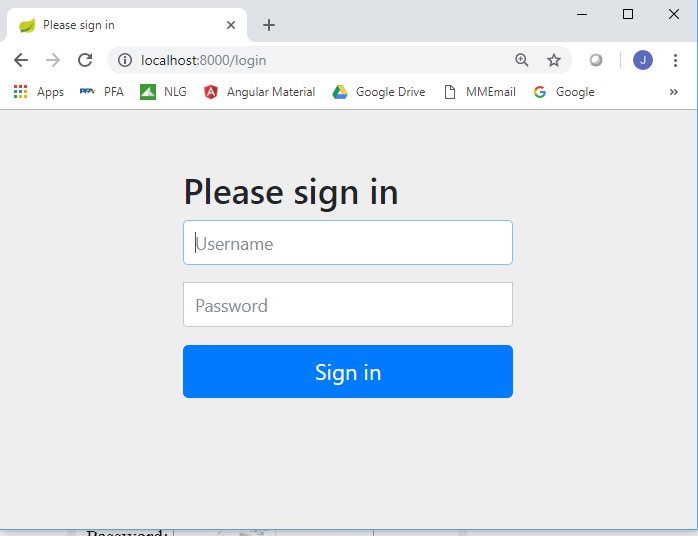 Please sign in
localhost:8000/login
J
Apps PFA PFA NLG Angular Material Google Drive MMEmail Google
Please sign in
Username
Password
Sign in
Password: